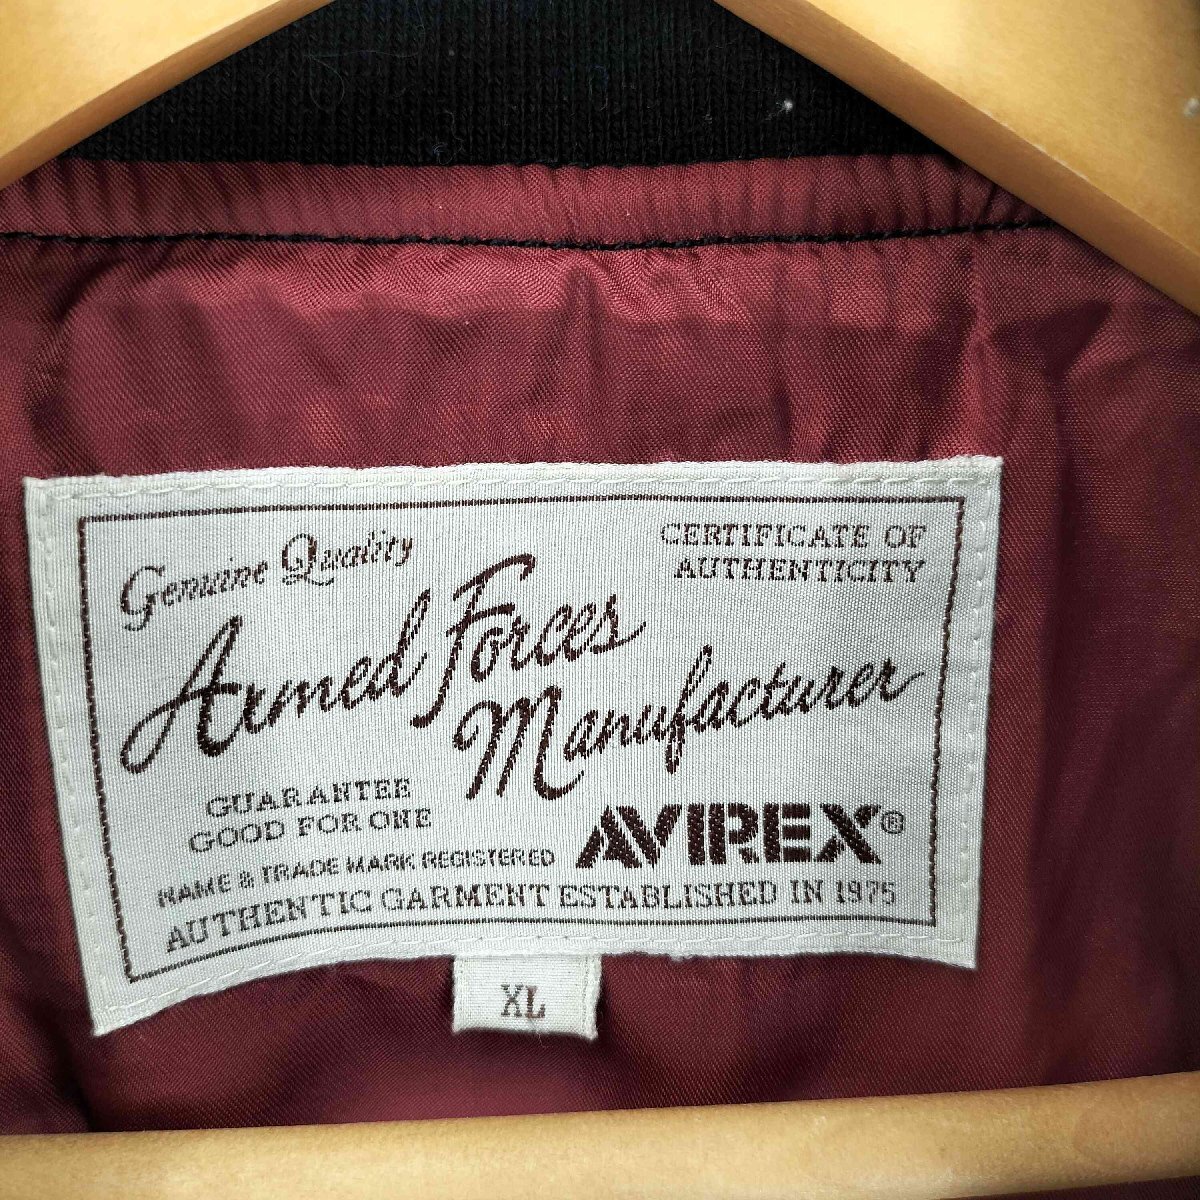 Genuine Quality
CERTIFICATE OF
AUTHENTICITY
Armed Forces
Manufacturer
GUARANTEE
GOOD FOR ONE
AVIREX®
NAME & TRADE MARK REGISTERED
AUTHENTIC GARMENT ESTABLISHED IN 1975
XL